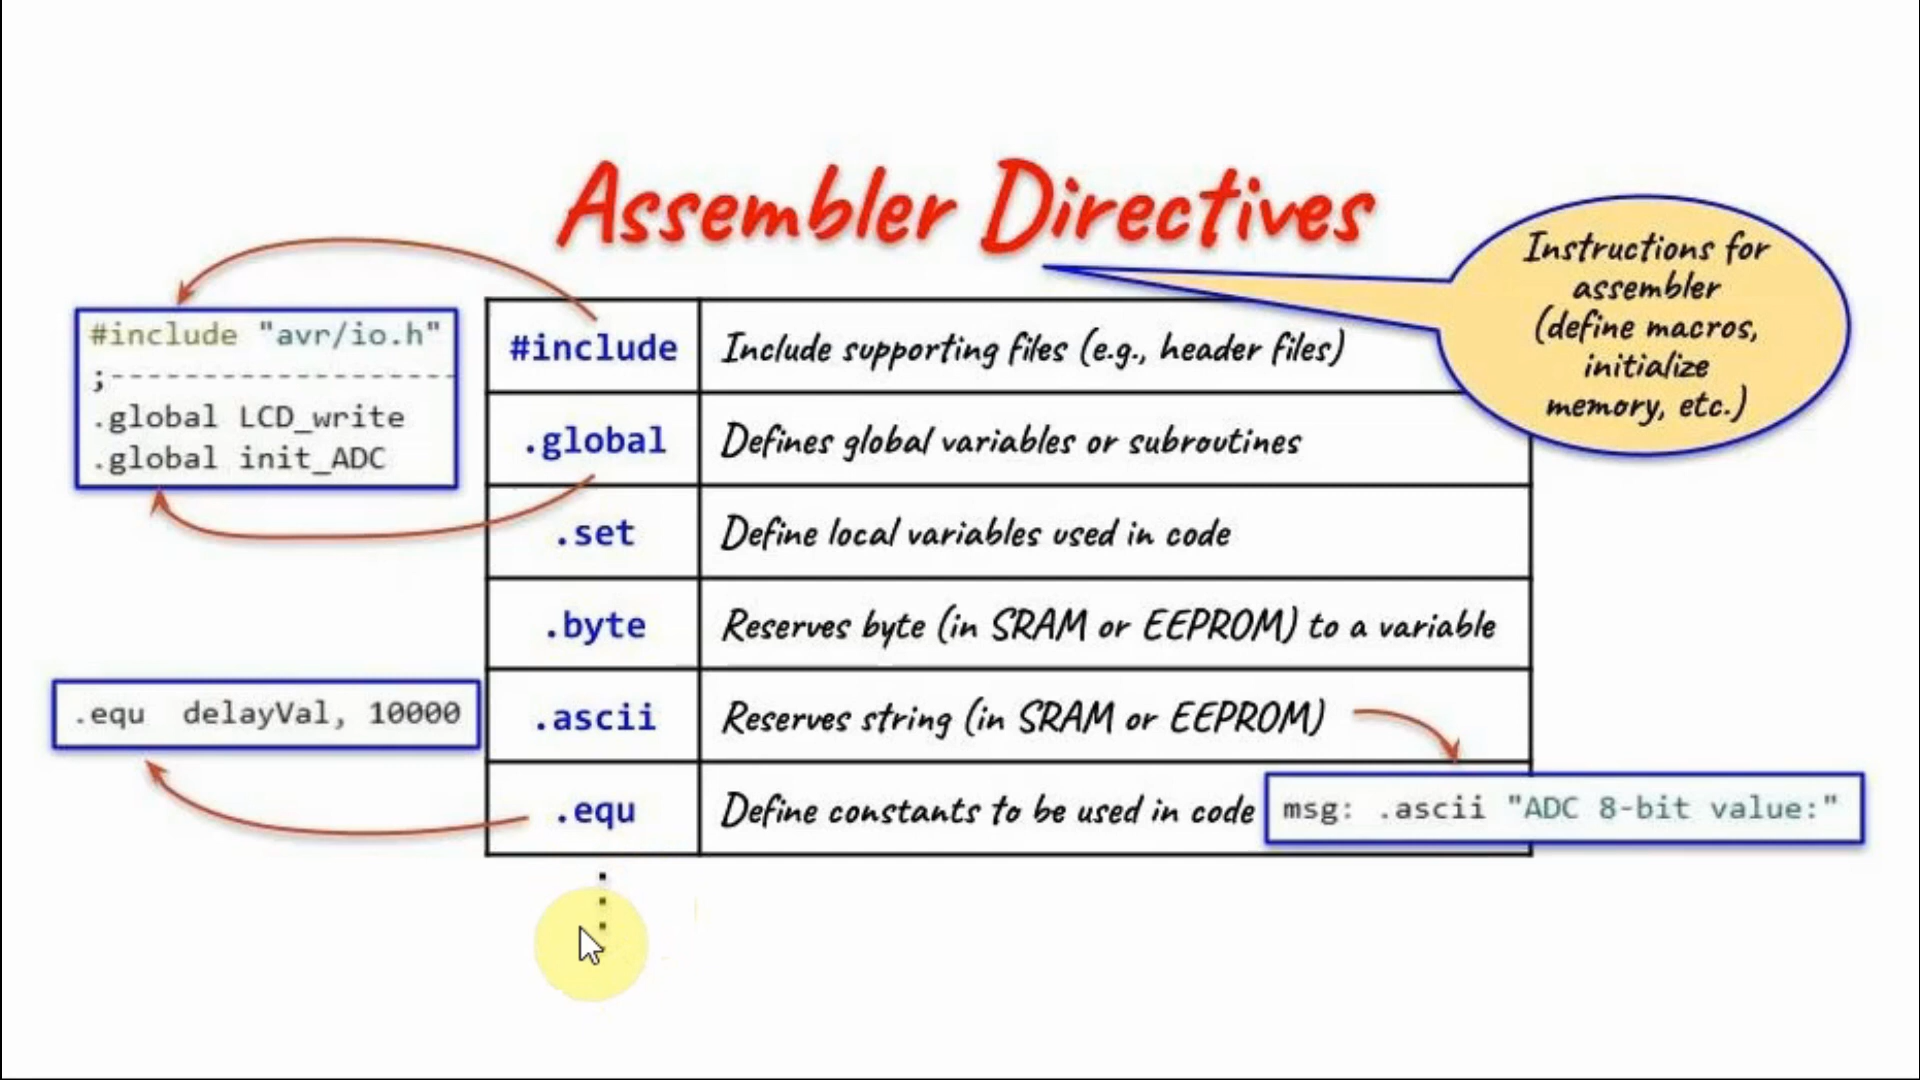 Assembler Directives
Instructions for
assembler
(define macros,
initialize
memory, etc.)
#include "avr/io.h"
;---------------------
.global LCD_write
.global init_ADC
#include Include supporting files (e.g., header files)
.global Defines global variables or subroutines
.set Define local variables used in code
.byte Reserves byte (in SRAM or EEPROM) to a variable
.equ delayVal, 10000
.ascii Reserves string (in SRAM or EEPROM)
.equ Define constants to be used in code
msg: .ascii "ADC 8-bit value:"